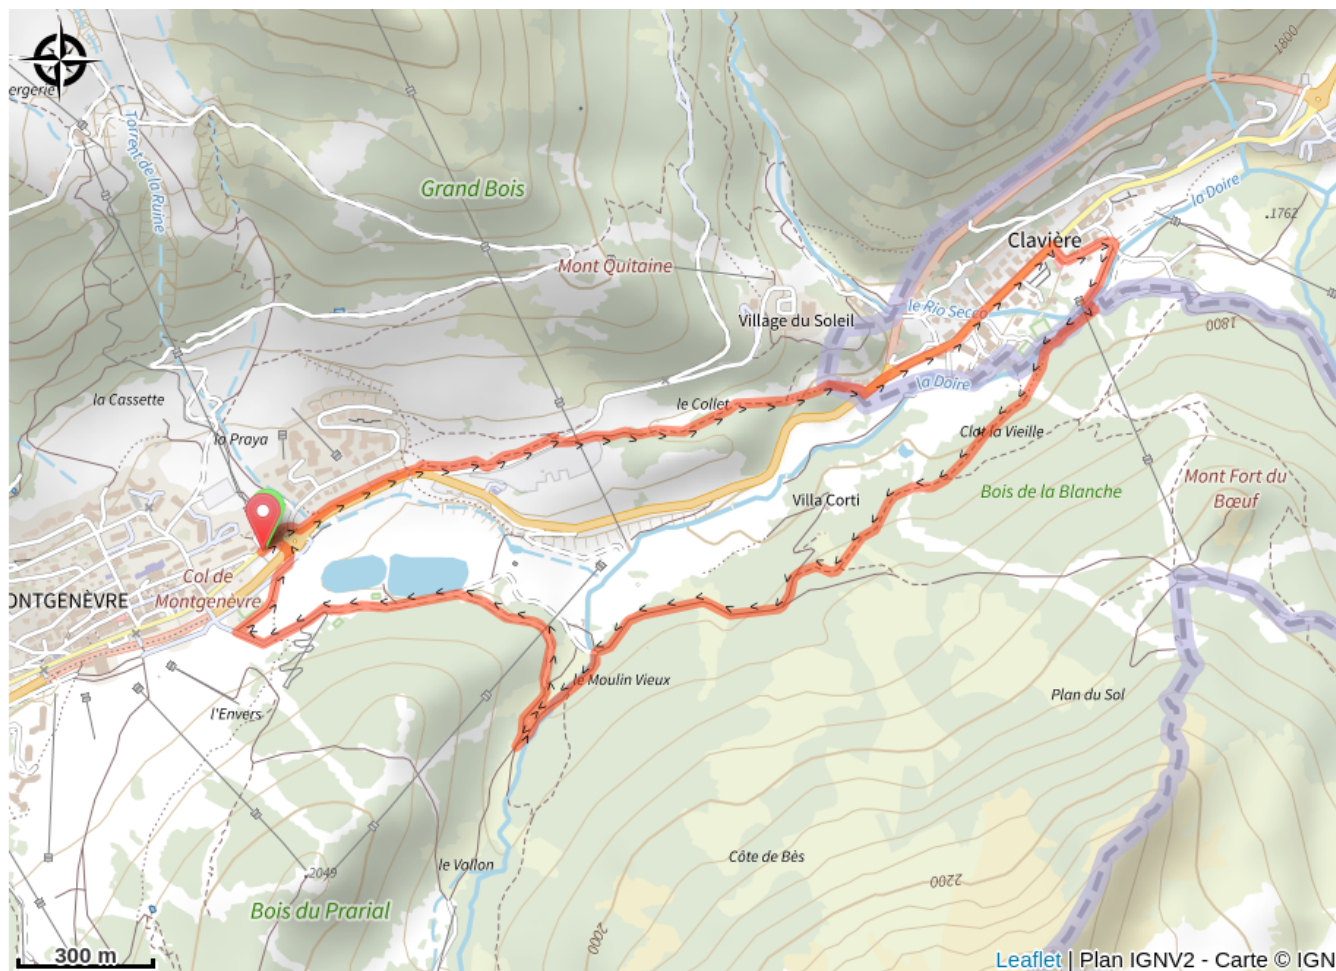 1800
ergerie
Torrent de la Ruine
Grand Bois
la Doire
1762
Clavière
Mont Quitaine
le Rio Secco
Village du Soleil
1800
la Doire
la Cassette
le Collet
la Praya
Clot la Vieille
Mont Fort du
Bœuf
Bois de la Blanche
Villa Corti
Col de
Montgenèvre
ONTGENÈVRE
le Moulin Vieux
Plan du Sol
l'Envers
le Vallon
Côte de Bès
2049
2200
Bois du Prarial
2000
300 m
Leaflet | Plan IGNV2 - Carte © IGN